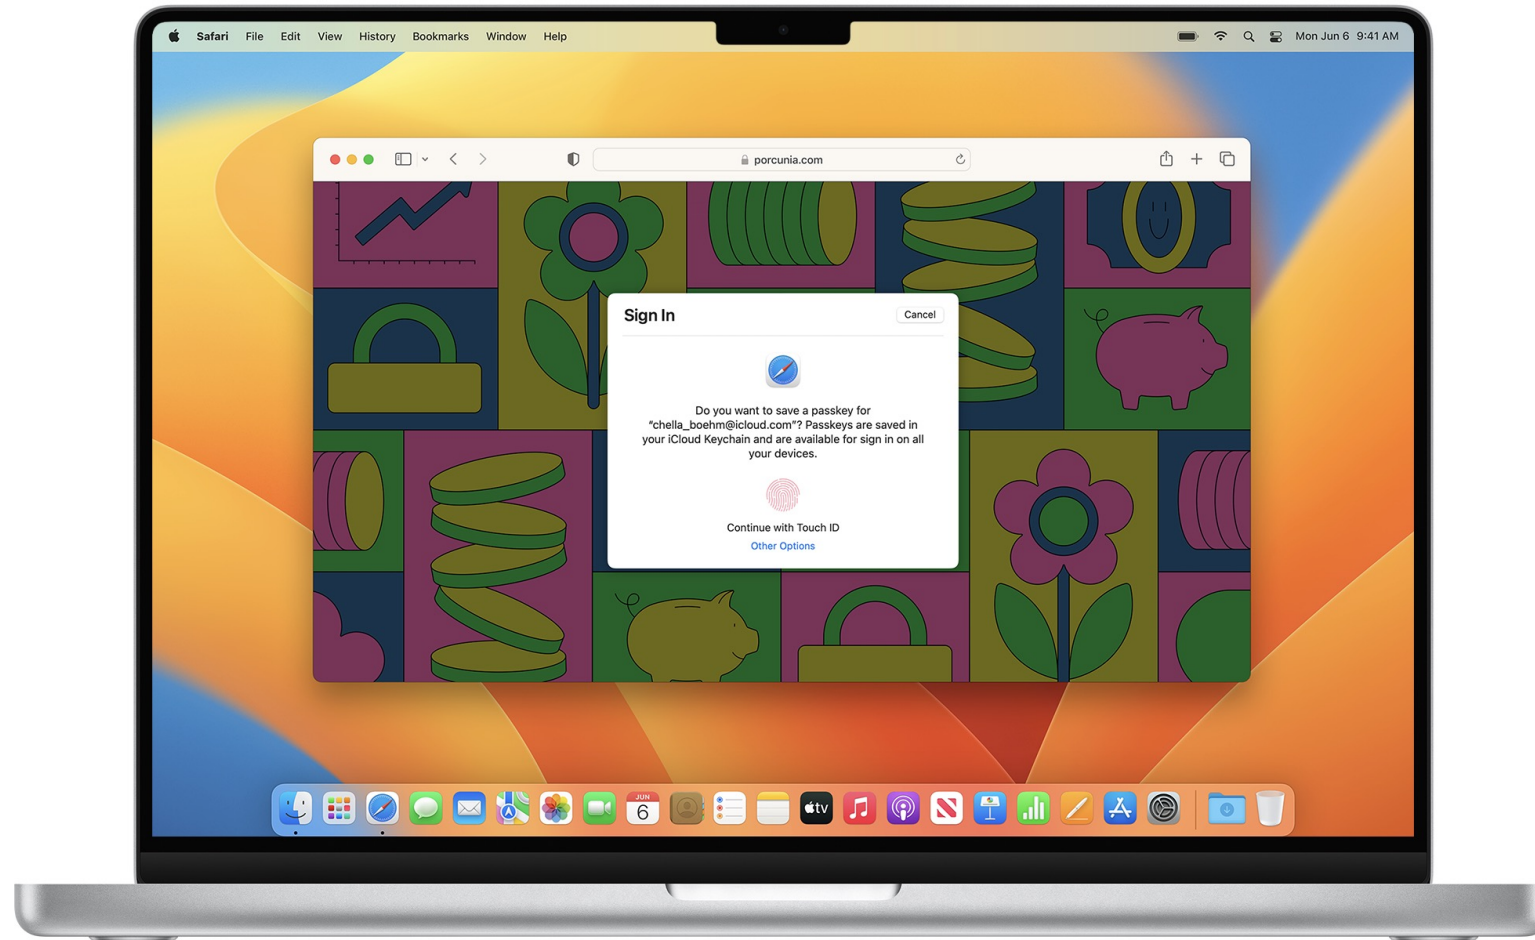 Safari File Edit View History Bookmarks Window Help Mon Jun 6 9:41 AM
porcunia.com
Sign In Cancel
Do you want to save a passkey for
“chella_boehm@icloud.com”? Passkeys are saved in
your iCloud Keychain and are available for sign in on all
your devices.
Continue with Touch ID
Other Options
JUN
6
tv